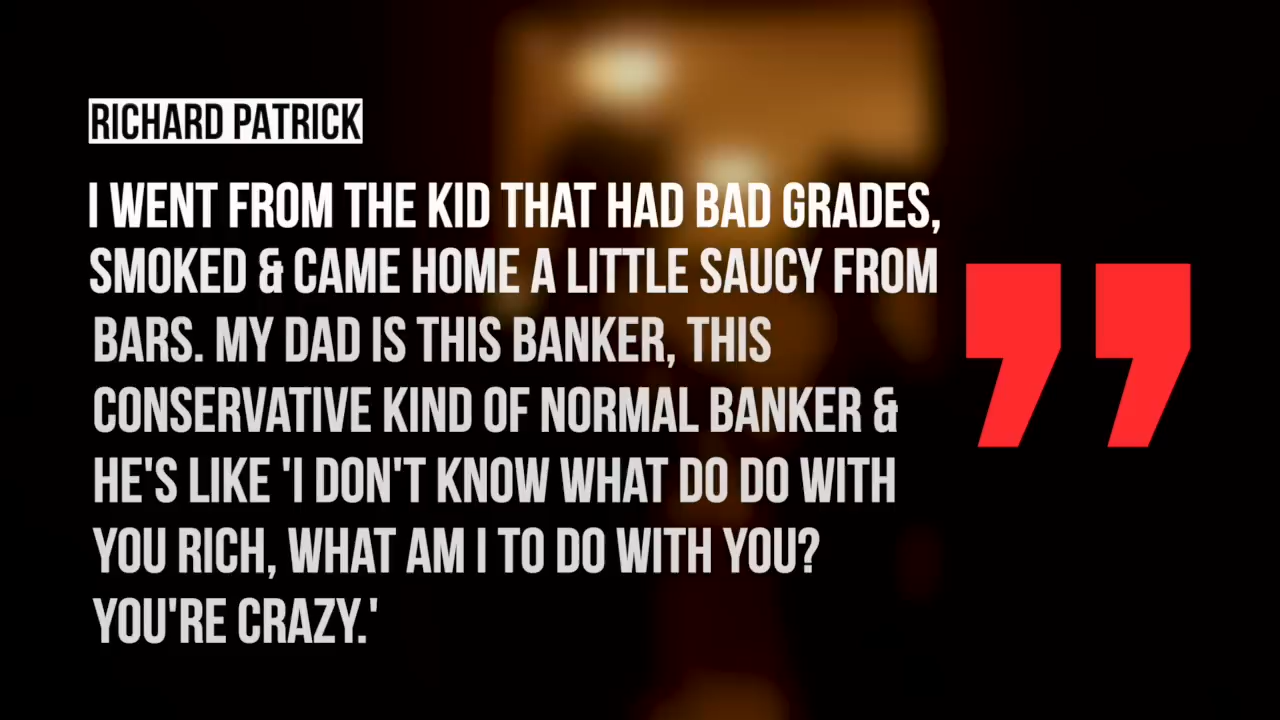 RICHARD PATRICK
I WENT FROM THE KID THAT HAD BAD GRADES,
SMOKED & CAME HOME A LITTLE SAUCY FROM
BARS. MY DAD IS THIS BANKER, THIS
CONSERVATIVE KIND OF NORMAL BANKER &
HE'S LIKE 'I DON'T KNOW WHAT DO DO WITH
YOU RICH, WHAT AM I TO DO WITH YOU?
YOU'RE CRAZY.'
"